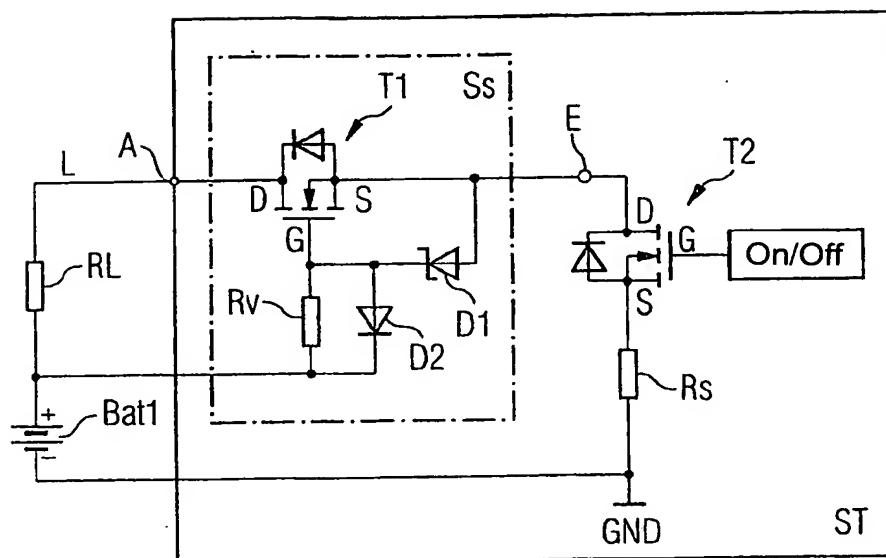 T1
Ss
A
L
E
T2
D
S
G
D
G
S
On/Off
RL
Rv
D2
D1
Rs
+
Bat1
−
GND
ST